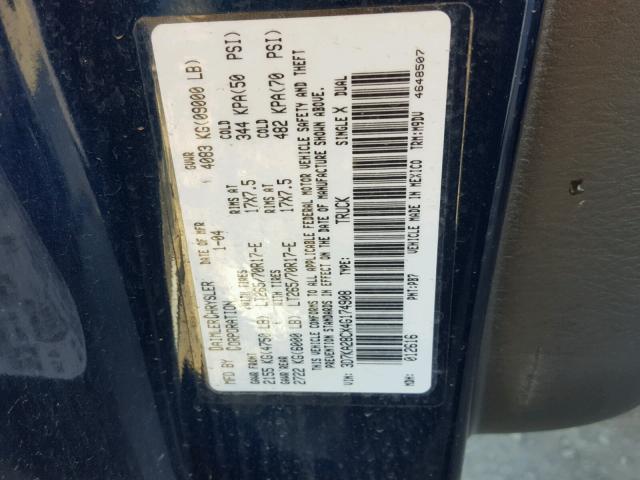 MFD BY DAIMLERCHRYSLER CORPORATION
DATE OF MFR 1-04
GVWR 4083 KG(09000 LB)
GAWR FRONT 2155 KG(4750 LB)
WITH TIRES LT265/70R17-E
RIMS AT 17X7.5
COLD 344 KPA(50 PSI)
GAWR REAR 2722 KG(6000 LB)
WITH TIRES LT265/70R17-E
RIMS AT 17X7.5
COLD 482 KPA(70 PSI)
THIS VEHICLE CONFORMS TO ALL APPLICABLE FEDERAL MOTOR VEHICLE SAFETY AND THEFT
PREVENTION STANDARDS IN EFFECT ON THE DATE OF MANUFACTURE SHOWN ABOVE.
VIN: 3D7KA28CX4G174908 TYPE: TRUCK SINGLE X DUAL
MDH: 012616 PNT:PB7 VEHICLE MADE IN MEXICO TRM:M9DV
4648507